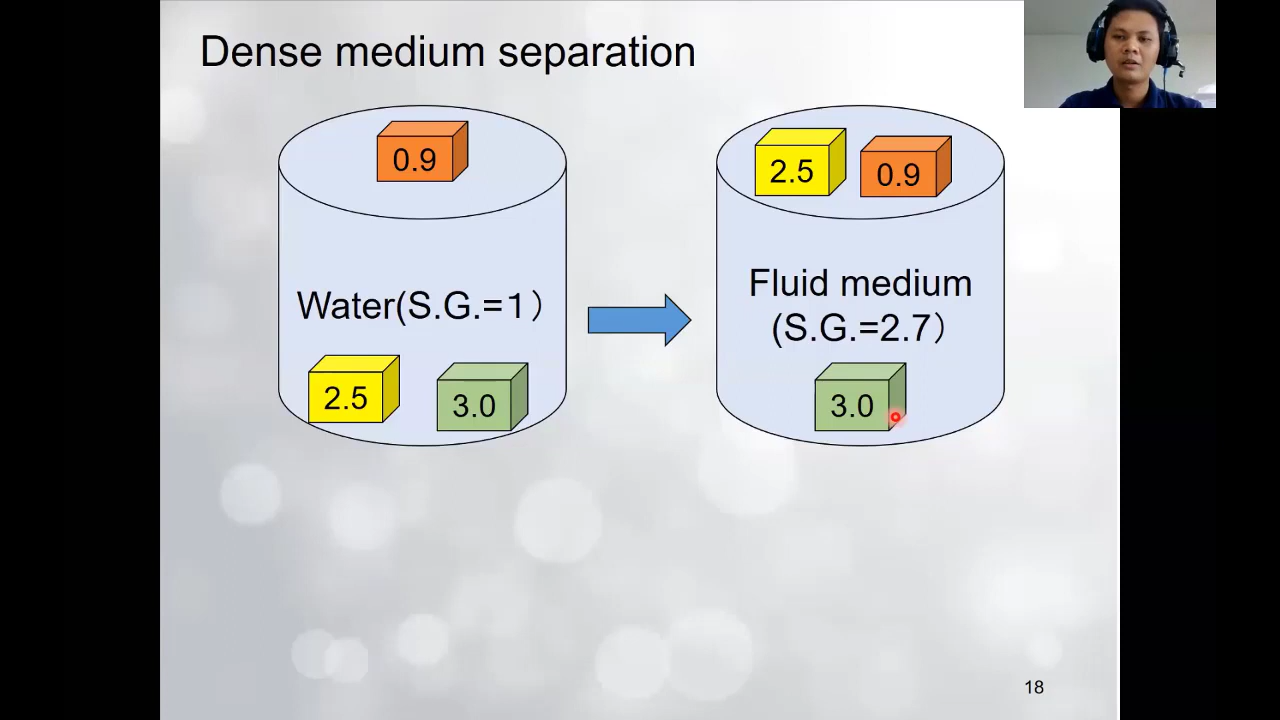 Dense medium separation
0.9
Water(S.G.=1）
2.5
3.0
2.5
0.9
Fluid medium
(S.G.=2.7）
3.0
18